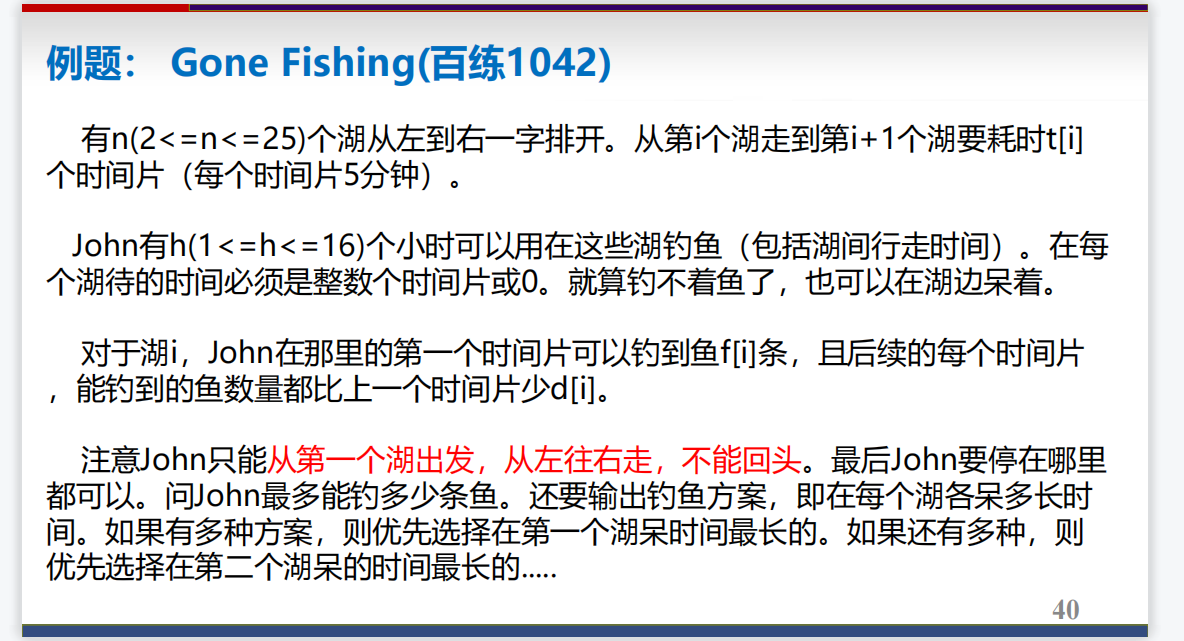 例题： Gone Fishing(百练1042)
有n(2<=n<=25)个湖从左到右一字排开。从第i个湖走到第i+1个湖要耗时t[i]
个时间片（每个时间片5分钟）。
John有h(1<=h<=16)个小时可以用在这些湖钓鱼（包括湖间行走时间）。在每
个湖待的时间必须是整数个时间片或0。就算钓不着鱼了，也可以在湖边呆着。
对于湖i，John在那里的第一个时间片可以钓到鱼f[i]条，且后续的每个时间片
，能钓到的鱼数量都比上一个时间片少d[i]。
注意John只能从第一个湖出发，从左往右走，不能回头。最后John要停在哪里
都可以。问John最多能钓多少条鱼。还要输出钓鱼方案，即在每个湖各呆多长时
间。如果有多种方案，则优先选择在第一个湖呆时间最长的。如果还有多种，则
优先选择在第二个湖呆的时间最长的.....
40